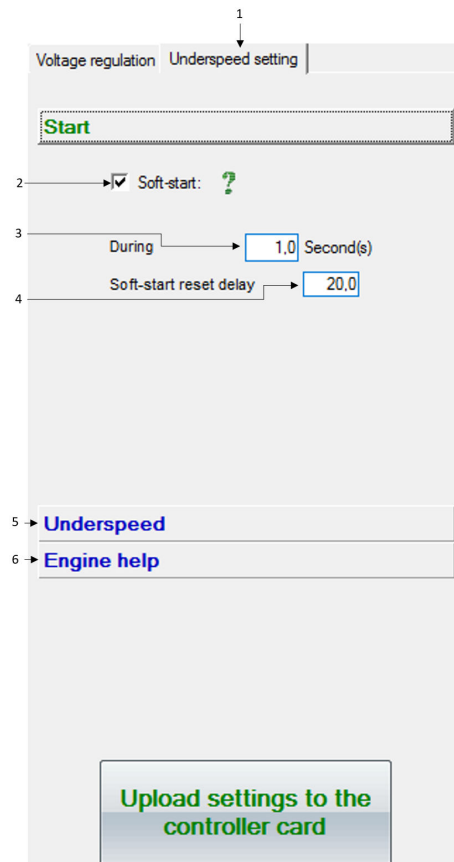 1
Voltage regulation Underspeed setting
Start
2 Soft-start: ?
3 During 1,0 Second(s)
4 Soft-start reset delay 20,0
5 Underspeed
6 Engine help
Upload settings to the
controller card